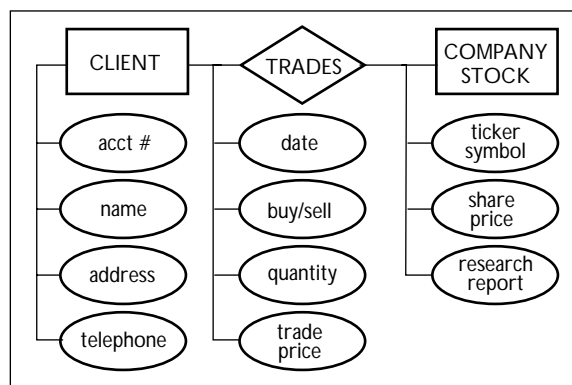 CLIENT
TRADES
COMPANY
STOCK
acct #
name
address
telephone
date
buy/sell
quantity
trade
price
ticker
symbol
share
price
research
report